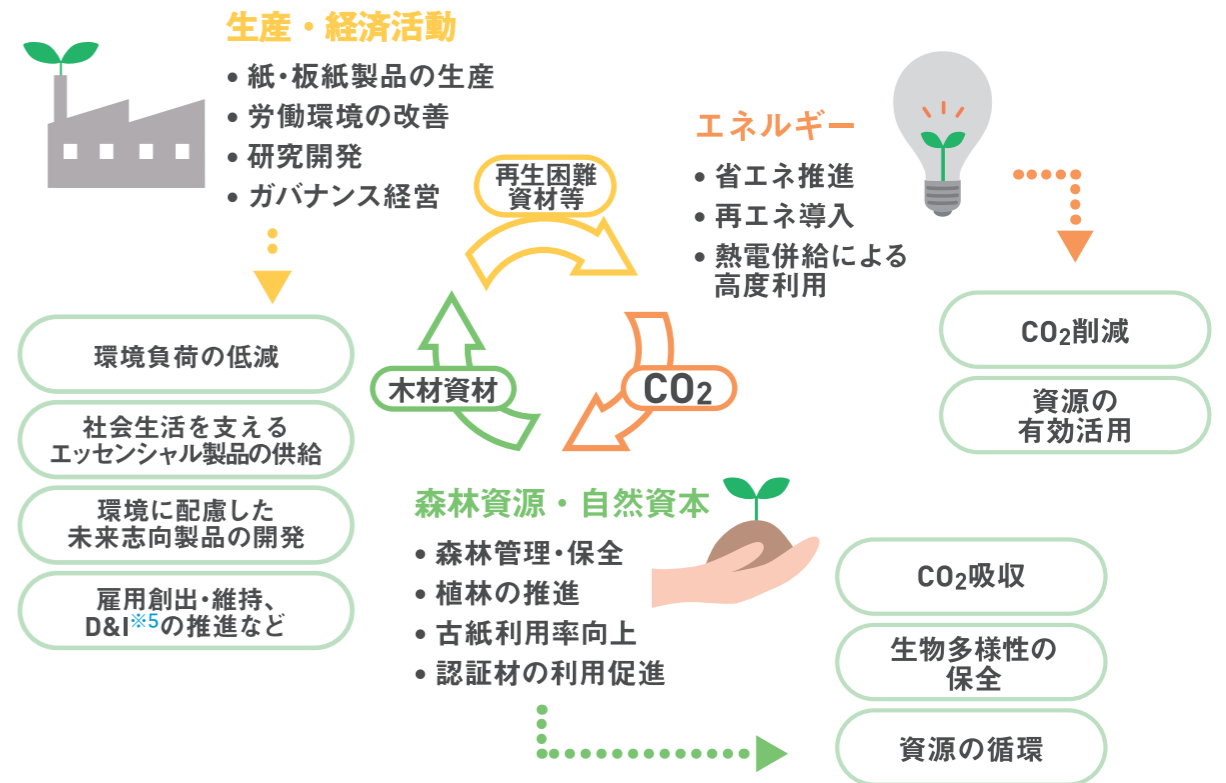 生産・経済活動
• 紙・板紙製品の生産
• 労働環境の改善
• 研究開発
• ガバナンス経営
再生困難
資材等
エネルギー
• 省エネ推進
• 再エネ導入
• 熱電併給による
高度利用
環境負荷の低減
社会生活を支える
エッセンシャル製品の供給
環境に配慮した
未来志向製品の開発
雇用創出・維持、
D&I※5の推進など
木材資材
CO2
CO2削減
資源の
有効活用
森林資源・自然資本
• 森林管理・保全
• 植林の推進
• 古紙利用率向上
• 認証材の利用促進
CO2吸収
生物多様性の
保全
資源の循環